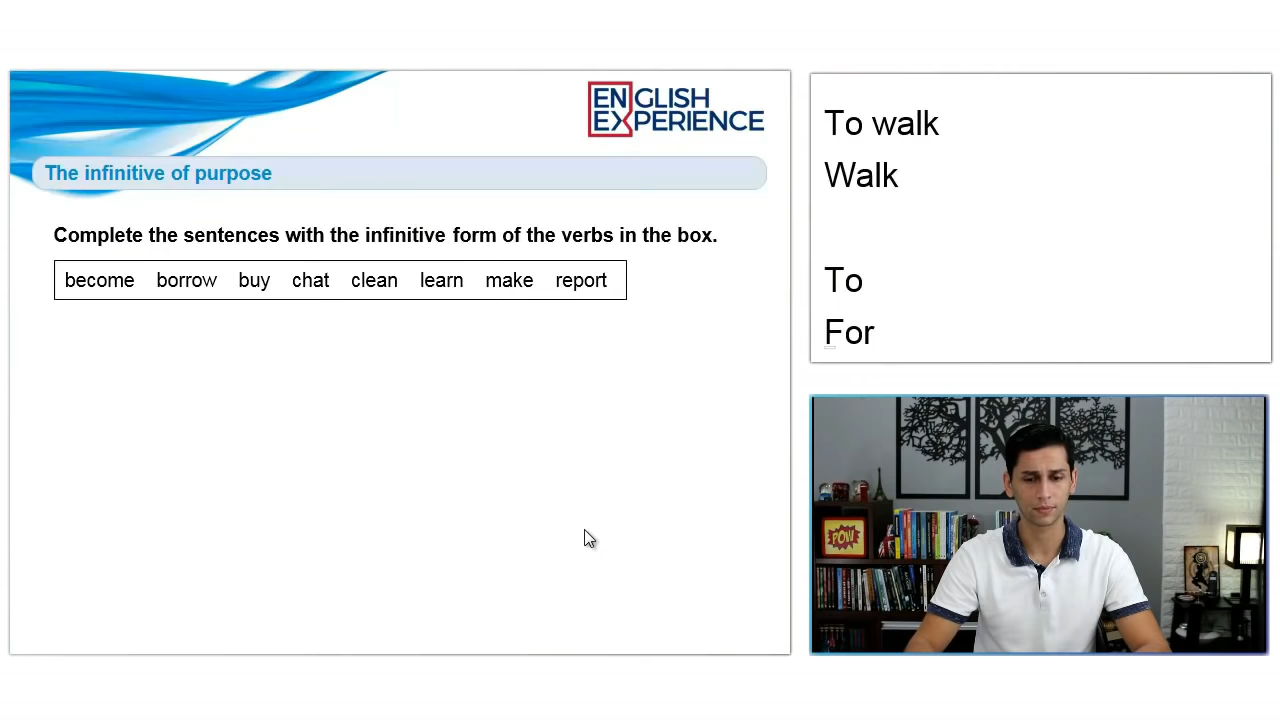 ENGLISH
EXPERIENCE
The infinitive of purpose
Complete the sentences with the infinitive form of the verbs in the box.
become borrow buy chat clean learn make report
To walk
Walk
To
For
POW!